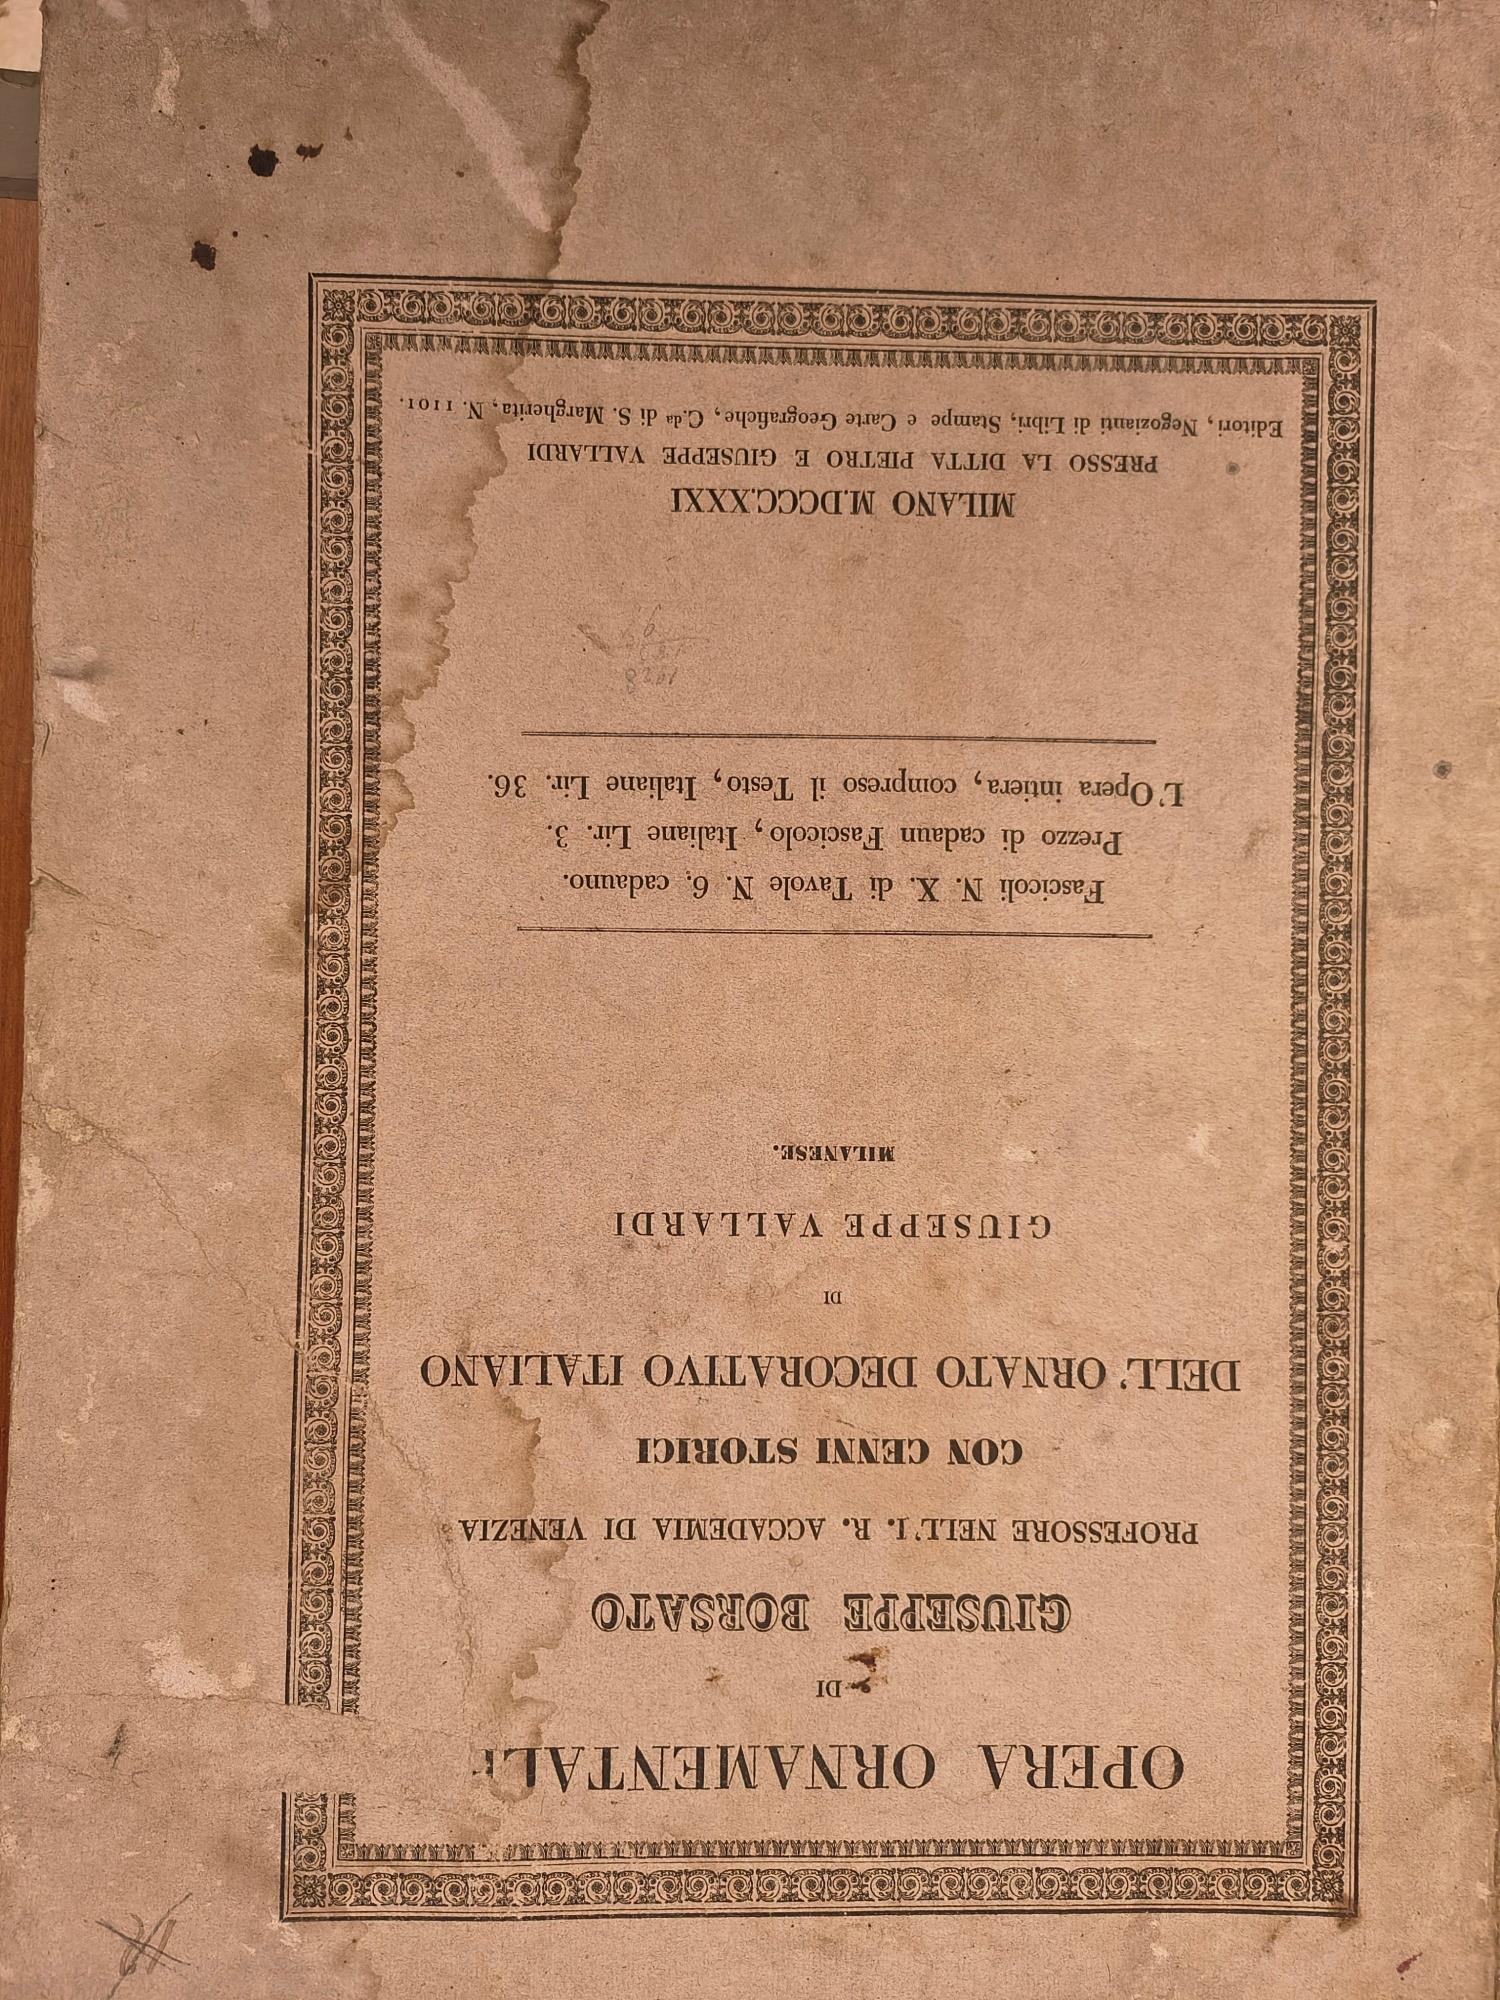 OPERA ORNAMENTALE
DI
GIUSEPPE BORSATO
PROFESSORE NELL'I. R. ACCADEMIA DI VENEZIA
CON CENNI STORICI
DELL'ORNATO DECORATIVO ITALIANO
DI
GIUSEPPE VALLARDI
MILANESE.
Fascicoli N. X. di Tavole N. 6. cadauno.
Prezzo di cadaun Fascicolo, Italiane Lir. 3.
L'Opera intiera, compreso il Testo, Italiane Lir. 36.
MILANO M.DCCC.XXXI
PRESSO LA DITTA PIETRO E GIUSEPPE VALLARDI
Editori, Negozianti di Libri, Stampe e Carte Geografiche, C.da di S. Margherita, N. 1101.